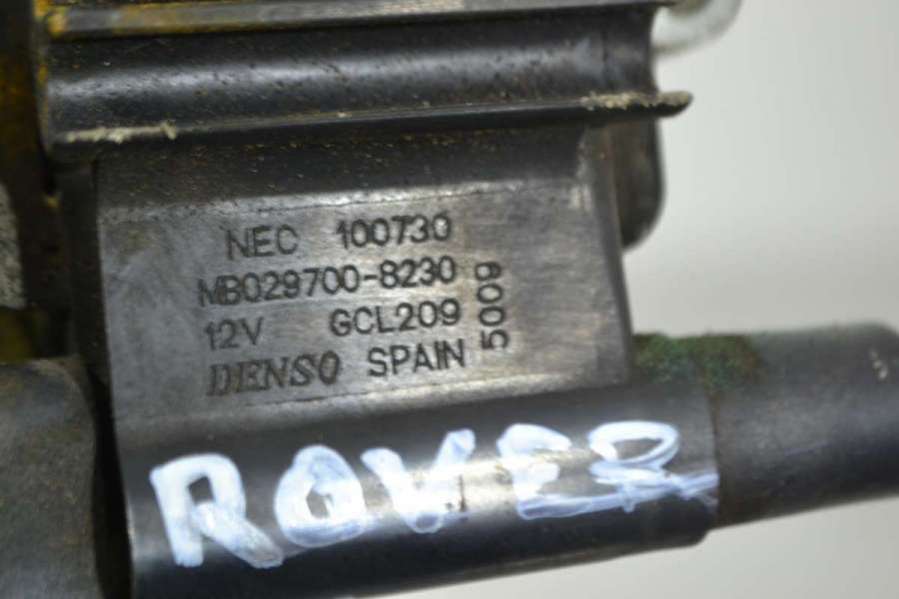 NEC 100730
MB029700-8230
12V GCL209
DENSO SPAIN
5009
ROVER